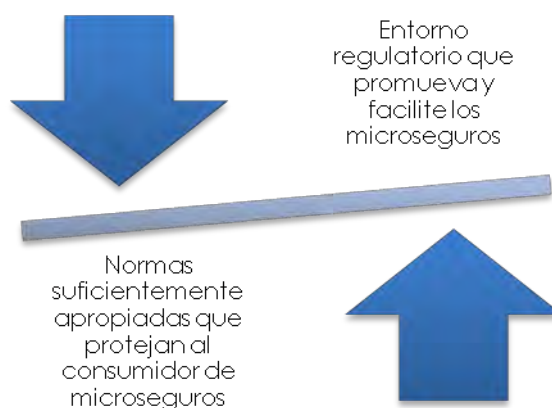 Entorno
regulatorio que
promueva y
facilite los
microseguros
Normas
suficientemente
apropiadas que
protejan al
consumidor de
microseguros